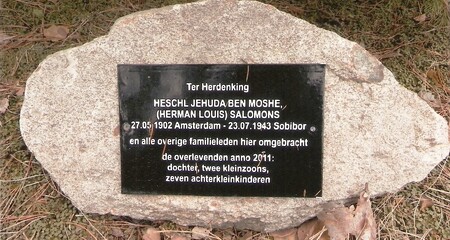 Ter Herdenking
HESCHL JEHUDA BEN MOSHE,
(HERMAN LOUIS) SALOMONS
27.05.1902 Amsterdam - 23.07.1943 Sobibor
en alle overige familieleden hier omgebracht
de overlevenden anno 2011:
dochter, twee kleinzoons,
zeven achterkleinkinderen